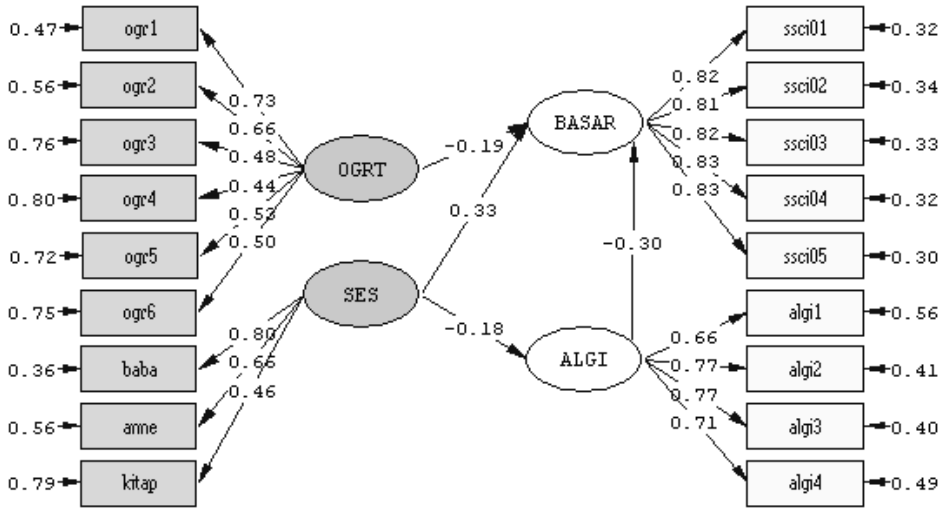 0.47 ogr1
0.56 ogr2
0.76 ogr3
0.80 ogr4
0.72 ogr5
0.75 ogr6
0.36 baba
0.56 anne
0.79 kitap
0.73
0.66
0.48
0.44
0.53
0.50
0.80
0.66
0.46
OGRT
SES
-0.19
0.33
-0.18
BASAR
-0.30
ALGI
0.82
0.81
0.82
0.83
0.83
0.66
0.77
0.77
0.71
ssci01 0.32
ssci02 0.34
ssci03 0.33
ssci04 0.32
ssci05 0.30
algi1 0.56
algi2 0.41
algi3 0.40
algi4 0.49